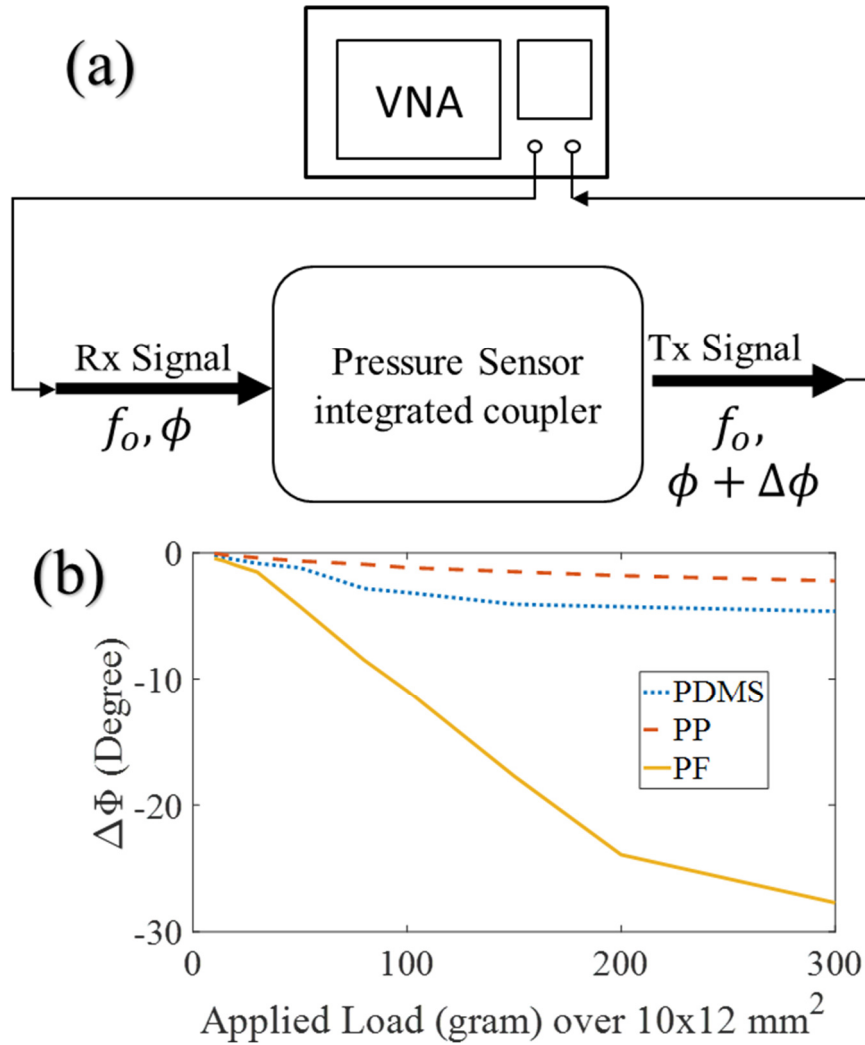 (a)
VNA
Rx Signal
f_o, ϕ
Pressure Sensor
integrated coupler
Tx Signal
f_o,
ϕ + Δϕ
(b)
0
-10
-20
-30
ΔΦ (Degree)
PDMS
PP
PF
0 100 200 300
Applied Load (gram) over 10x12 mm²